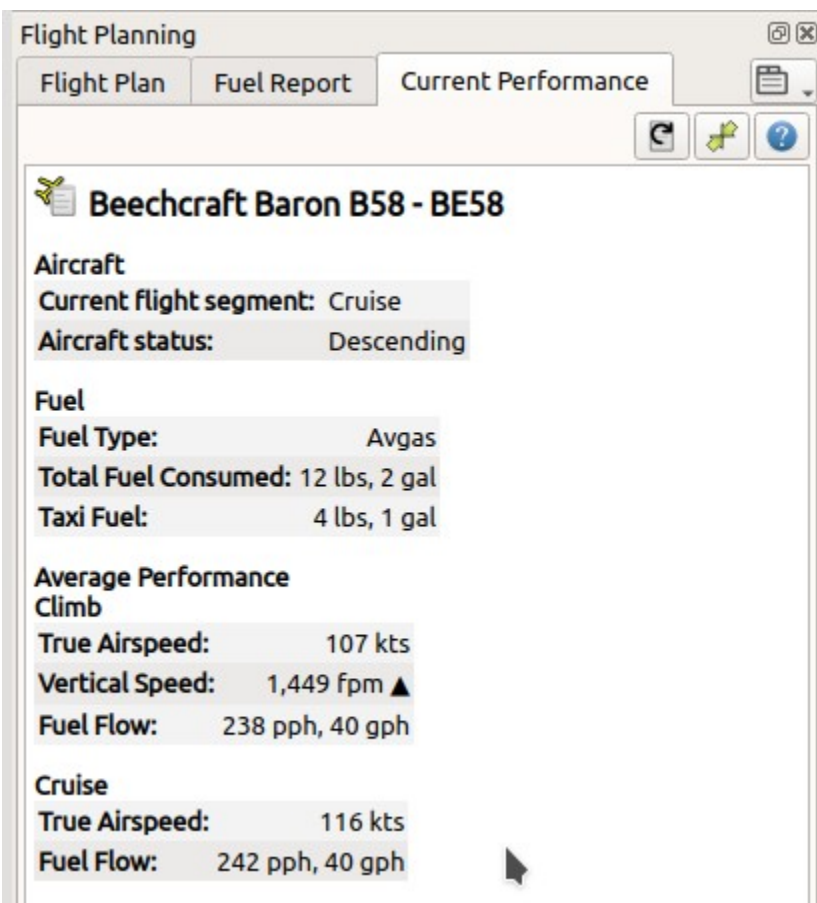 Flight Planning
Flight Plan Fuel Report Current Performance
Beechcraft Baron B58 - BE58
Aircraft
Current flight segment: Cruise
Aircraft status: Descending
Fuel
Fuel Type: Avgas
Total Fuel Consumed: 12 lbs, 2 gal
Taxi Fuel: 4 lbs, 1 gal
Average Performance
Climb
True Airspeed: 107 kts
Vertical Speed: 1,449 fpm ▲
Fuel Flow: 238 pph, 40 gph
Cruise
True Airspeed: 116 kts
Fuel Flow: 242 pph, 40 gph